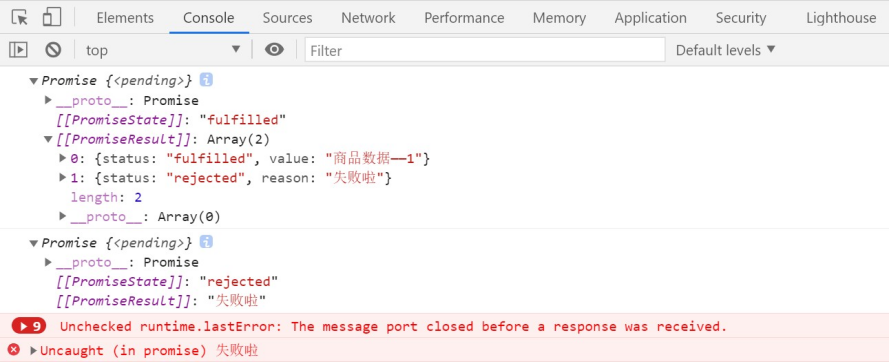 Elements Console Sources Network Performance Memory Application Security Lighthouse
top Filter Default levels
Promise {<pending>} i
__proto__: Promise
[[PromiseState]]: "fulfilled"
[[PromiseResult]]: Array(2)
0: {status: "fulfilled", value: "商品数据——1"}
1: {status: "rejected", reason: "失败啦"}
length: 2
__proto__: Array(0)
Promise {<pending>} i
__proto__: Promise
[[PromiseState]]: "rejected"
[[PromiseResult]]: "失败啦"
9 Unchecked runtime.lastError: The message port closed before a response was received.
Uncaught (in promise) 失败啦